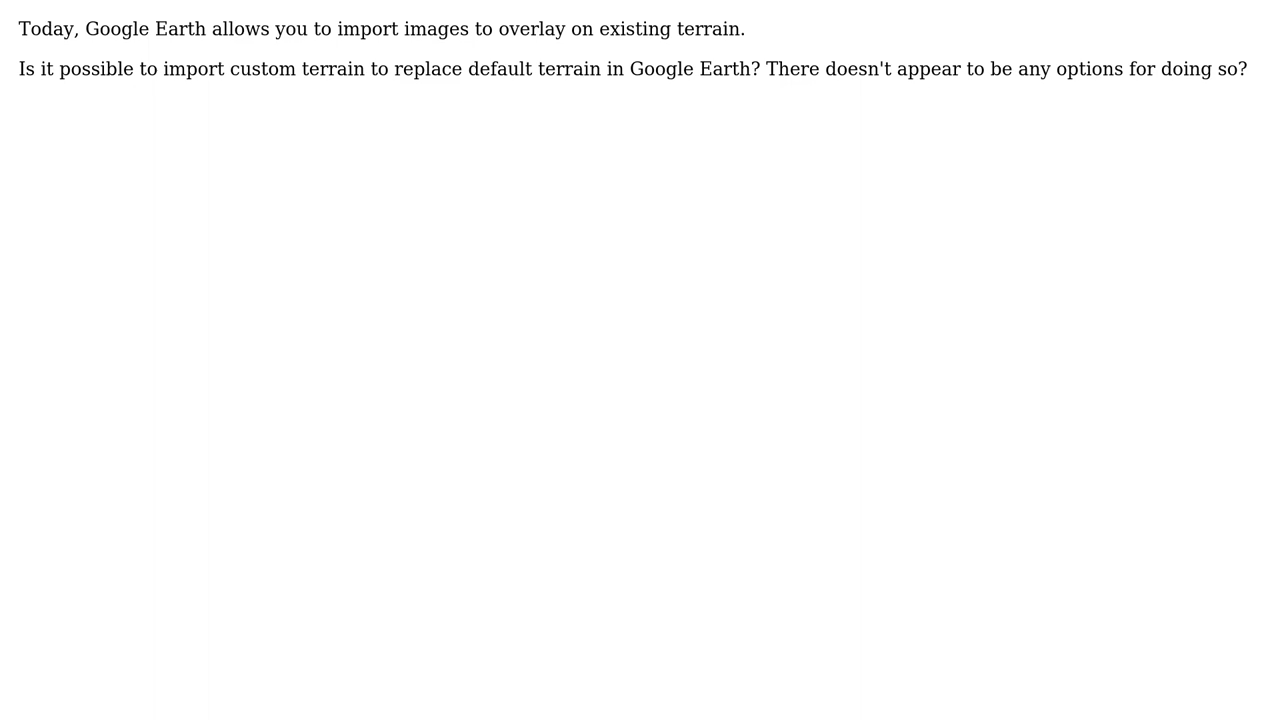 Today, Google Earth allows you to import images to overlay on existing terrain.
Is it possible to import custom terrain to replace default terrain in Google Earth? There doesn't appear to be any options for doing so?